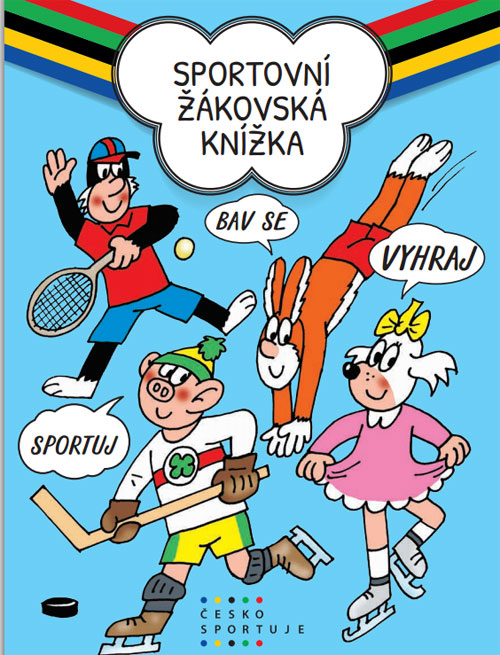 SPORTOVNÍ
ŽÁKOVSKÁ
KNÍŽKA
BAV SE
VYHRAJ
SPORTUJ
ČESKO
SPORTUJE